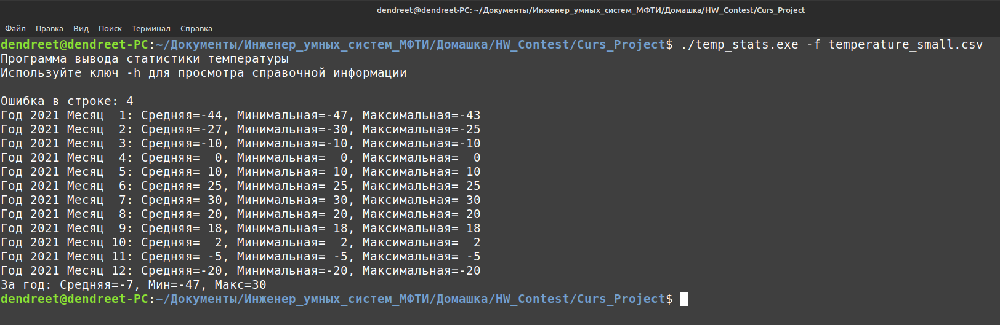 dendreet@dendreet-PC: ~/Документы/Инженер_умных_систем_МФТИ/Домашка/HW_Contest/Curs_Project
Файл Правка Вид Поиск Терминал Справка
dendreet@dendreet-PC:~/Документы/Инженер_умных_систем_МФТИ/Домашка/HW_Contest/Curs_Project$ ./temp_stats.exe -f temperature_small.csv
Программа вывода статистики температуры
Используйте ключ -h для просмотра справочной информации
Ошибка в строке: 4
Год 2021 Месяц  1: Средняя=-44, Минимальная=-47, Максимальная=-43
Год 2021 Месяц  2: Средняя=-27, Минимальная=-30, Максимальная=-25
Год 2021 Месяц  3: Средняя=-10, Минимальная=-10, Максимальная=-10
Год 2021 Месяц  4: Средняя=  0, Минимальная=  0, Максимальная=  0
Год 2021 Месяц  5: Средняя= 10, Минимальная= 10, Максимальная= 10
Год 2021 Месяц  6: Средняя= 25, Минимальная= 25, Максимальная= 25
Год 2021 Месяц  7: Средняя= 30, Минимальная= 30, Максимальная= 30
Год 2021 Месяц  8: Средняя= 20, Минимальная= 20, Максимальная= 20
Год 2021 Месяц  9: Средняя= 18, Минимальная= 18, Максимальная= 18
Год 2021 Месяц 10: Средняя=  2, Минимальная=  2, Максимальная=  2
Год 2021 Месяц 11: Средняя= -5, Минимальная= -5, Максимальная= -5
Год 2021 Месяц 12: Средняя=-20, Минимальная=-20, Максимальная=-20
За год: Средняя=-7, Мин=-47, Макс=30
dendreet@dendreet-PC:~/Документы/Инженер_умных_систем_МФТИ/Домашка/HW_Contest/Curs_Project$